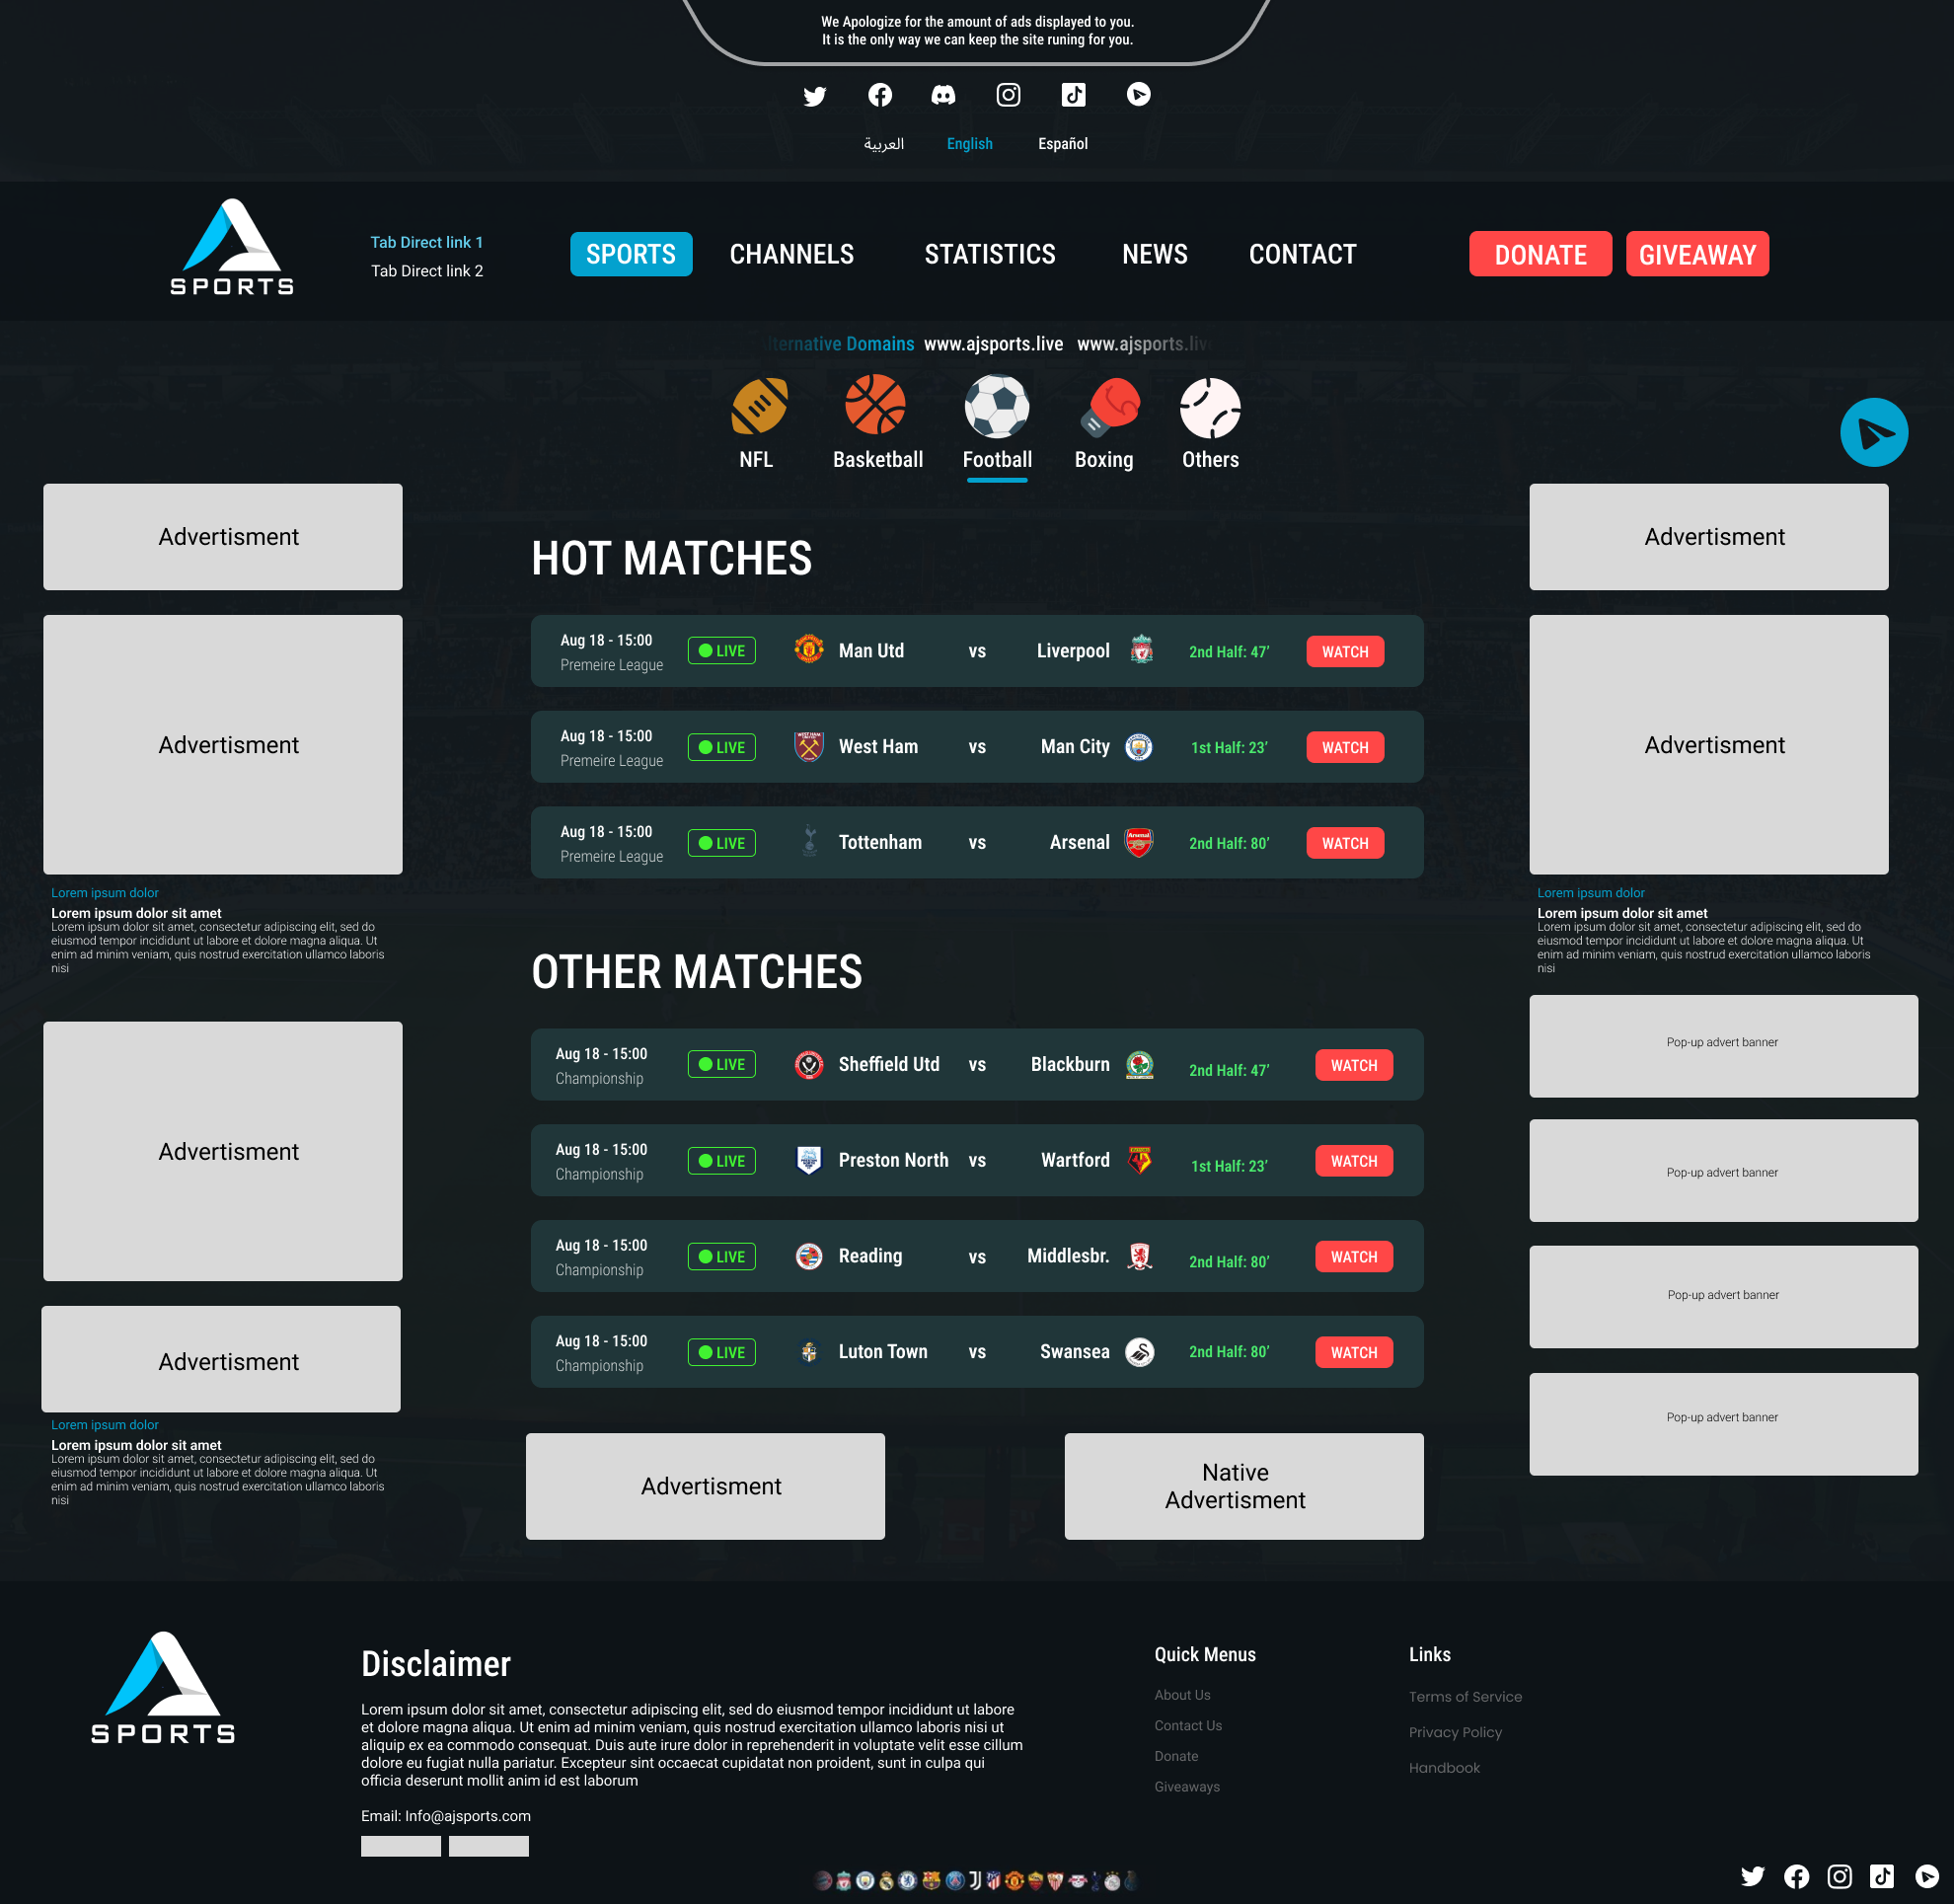 We Apologize for the amount of ads displayed to you.
It is the only way we can keep the site runing for you.
العربية English Español
SPORTS
Tab Direct link 1
Tab Direct link 2
SPORTS CHANNELS STATISTICS NEWS CONTACT DONATE GIVEAWAY
lternative Domains www.ajsports.live www.ajsports.liv
NFL Basketball Football Boxing Others
Advertisment
Advertisment
Lorem ipsum dolor
Lorem ipsum dolor sit amet
Lorem ipsum dolor sit amet, consectetur adipiscing elit, sed do
eiusmod tempor incididunt ut labore et dolore magna aliqua. Ut
enim ad minim veniam, quis nostrud exercitation ullamco laboris
nisi
Advertisment
Advertisment
Lorem ipsum dolor
Lorem ipsum dolor sit amet
Lorem ipsum dolor sit amet, consectetur adipiscing elit, sed do
eiusmod tempor incididunt ut labore et dolore magna aliqua. Ut
enim ad minim veniam, quis nostrud exercitation ullamco laboris
nisi
HOT MATCHES
Aug 18 - 15:00
Premeire League
LIVE Man Utd vs Liverpool 2nd Half: 47’ WATCH
Aug 18 - 15:00
Premeire League
LIVE West Ham vs Man City 1st Half: 23’ WATCH
Aug 18 - 15:00
Premeire League
LIVE Tottenham vs Arsenal 2nd Half: 80’ WATCH
OTHER MATCHES
Aug 18 - 15:00
Championship
LIVE Sheffield Utd vs Blackburn 2nd Half: 47’ WATCH
Aug 18 - 15:00
Championship
LIVE Preston North vs Wartford 1st Half: 23’ WATCH
Aug 18 - 15:00
Championship
LIVE Reading vs Middlesbr. 2nd Half: 80’ WATCH
Aug 18 - 15:00
Championship
LIVE Luton Town vs Swansea 2nd Half: 80’ WATCH
Advertisment
Native
Advertisment
Advertisment
Advertisment
Lorem ipsum dolor
Lorem ipsum dolor sit amet
Lorem ipsum dolor sit amet, consectetur adipiscing elit, sed do
eiusmod tempor incididunt ut labore et dolore magna aliqua. Ut
enim ad minim veniam, quis nostrud exercitation ullamco laboris
nisi
Pop-up advert banner
Pop-up advert banner
Pop-up advert banner
Pop-up advert banner
SPORTS
Disclaimer
Lorem ipsum dolor sit amet, consectetur adipiscing elit, sed do eiusmod tempor incididunt ut labore
et dolore magna aliqua. Ut enim ad minim veniam, quis nostrud exercitation ullamco laboris nisi ut
aliquip ex ea commodo consequat. Duis aute irure dolor in reprehenderit in voluptate velit esse cillum
dolore eu fugiat nulla pariatur. Excepteur sint occaecat cupidatat non proident, sunt in culpa qui
officia deserunt mollit anim id est laborum
Email: Info@ajsports.com
Quick Menus
About Us
Contact Us
Donate
Giveaways
Links
Terms of Service
Privacy Policy
Handbook